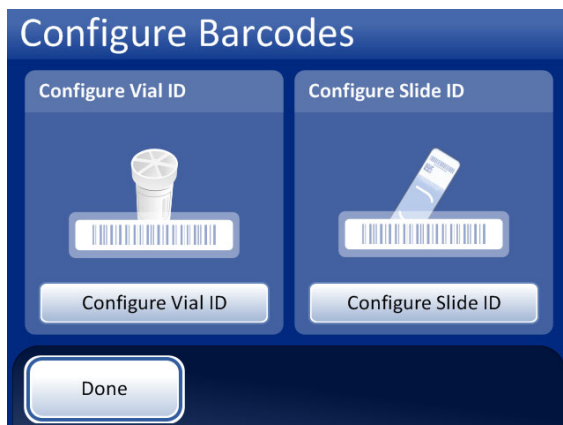 Configure Barcodes
Configure Vial ID
Configure Slide ID
Configure Vial ID
Configure Slide ID
Done